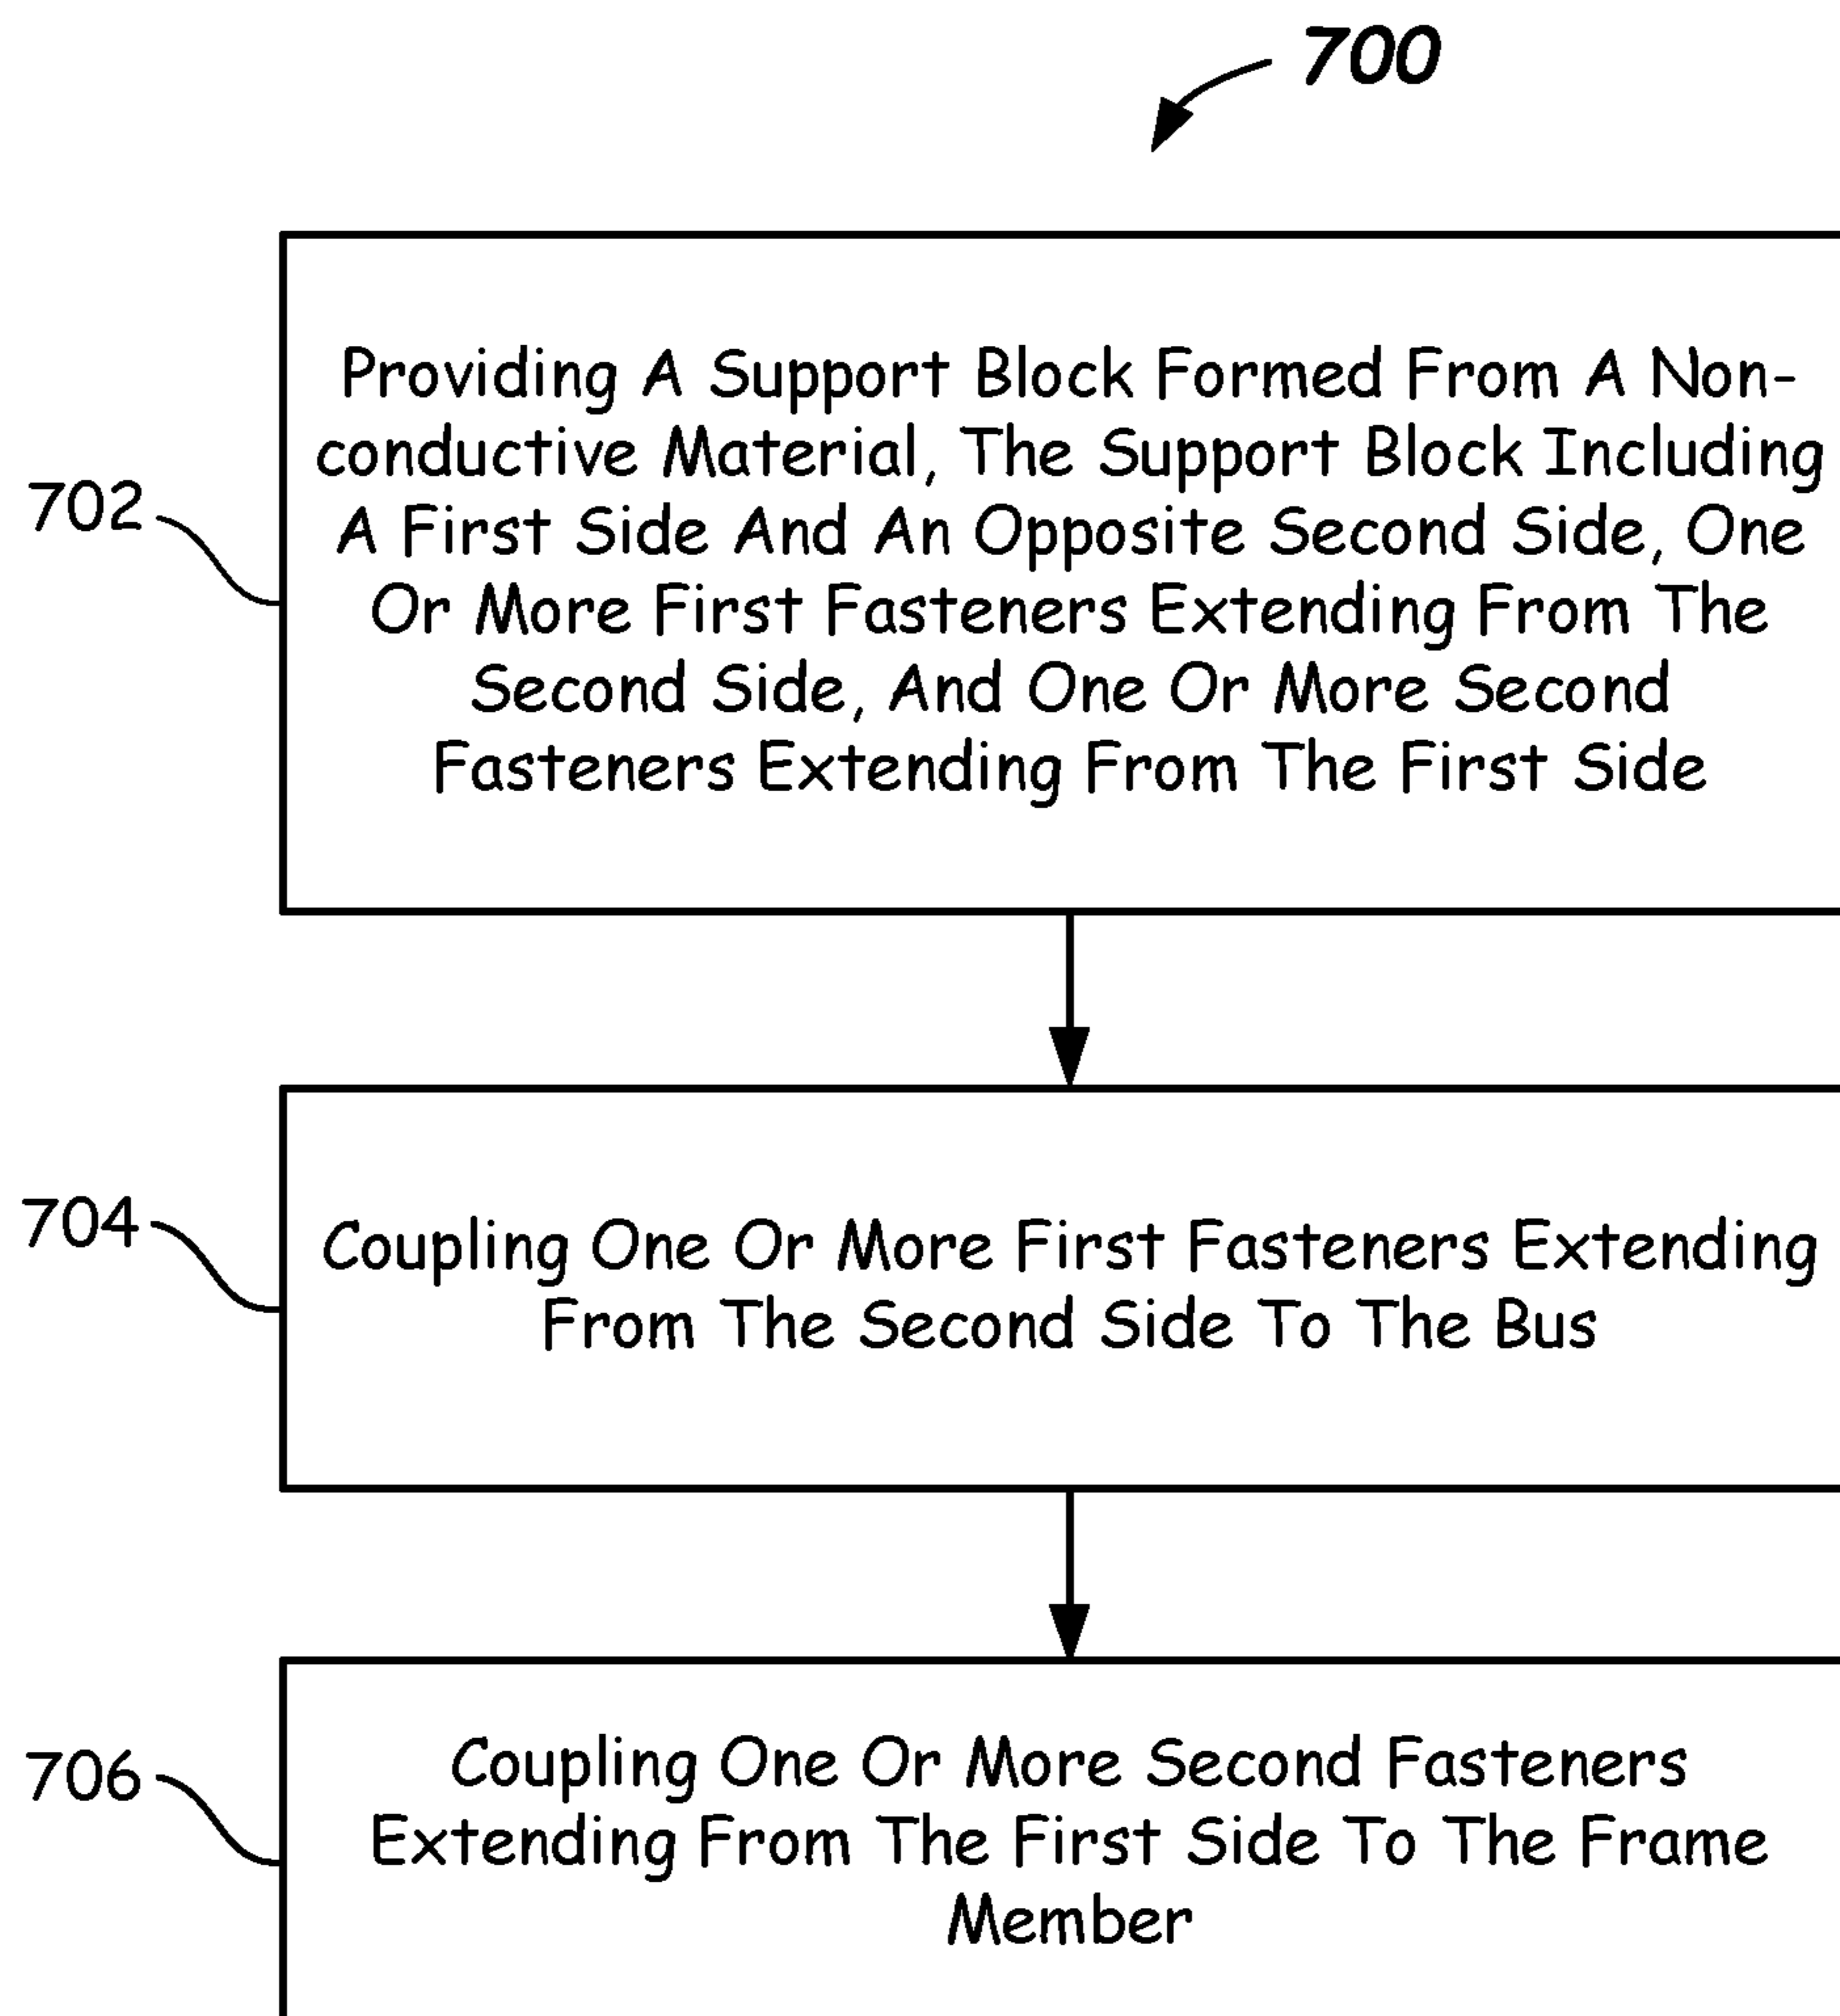 700
Providing A Support Block Formed From A Non-
conductive Material, The Support Block Including
A First Side And An Opposite Second Side, One
Or More First Fasteners Extending From The
Second Side, And One Or More Second
Fasteners Extending From The First Side
702
Coupling One Or More First Fasteners Extending
From The Second Side To The Bus
704
Coupling One Or More Second Fasteners
Extending From The First Side To The Frame
Member
706